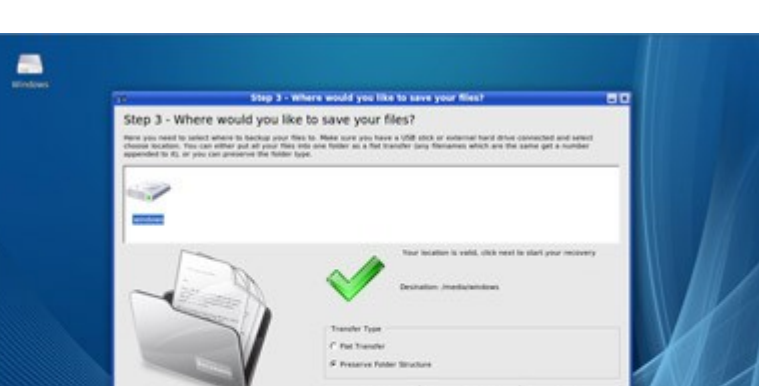 Windows
Step 3 - Where would you like to save your files?
Step 3 - Where would you like to save your files?
Here you need to select where to backup your files to. Make sure you have a USB stick or external hard drive connected and select
choose location. You can either put all your files into one folder as a flat transfer (any filenames which are the same get a number
appended to it), or you can preserve the folder type.
windows
Your location is valid, click next to start your recovery
Desination: /media/windows
Transfer Type
Flat Transfer
Preserve Folder Structure